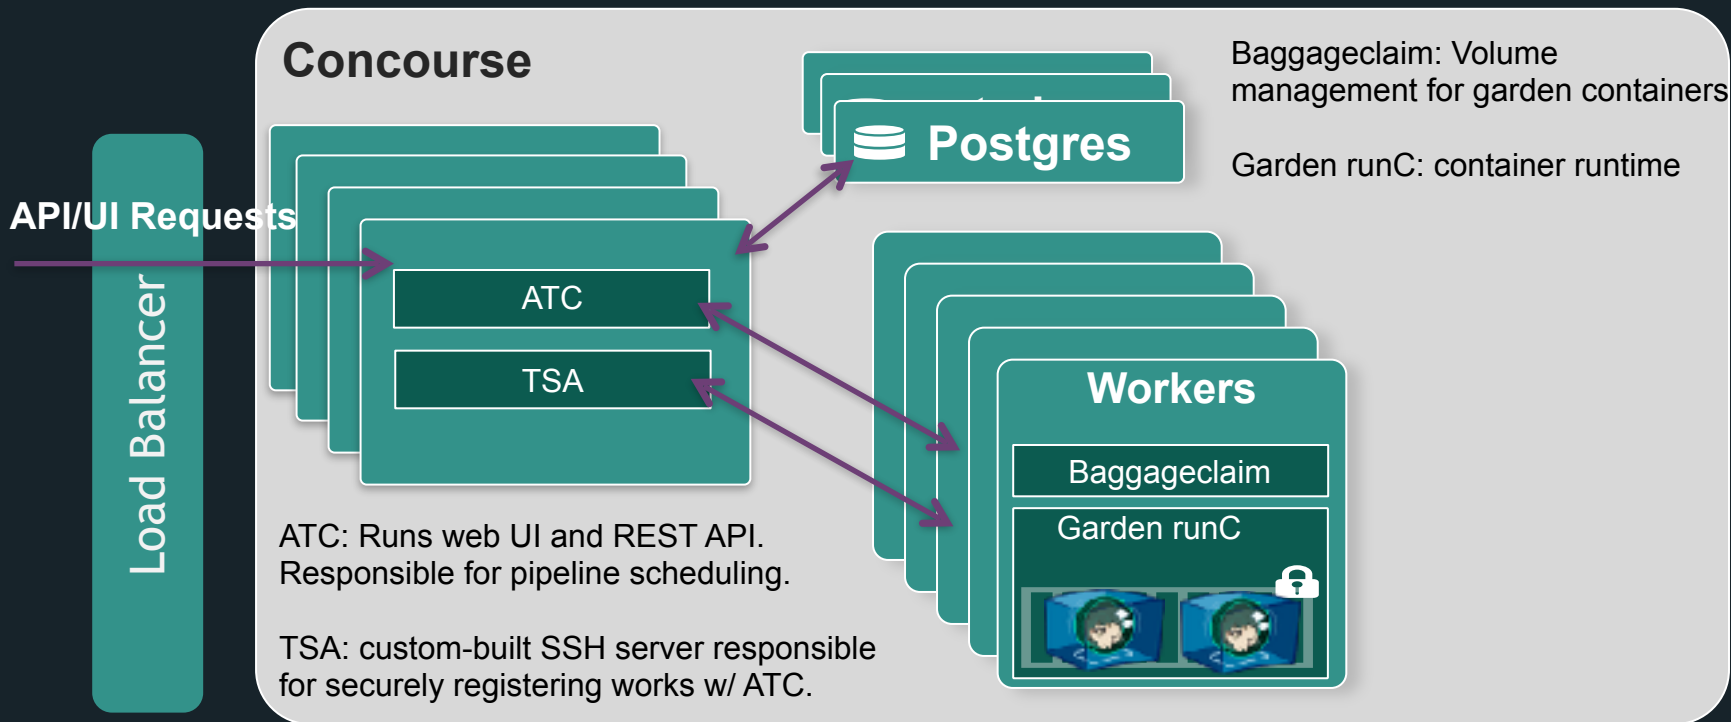 Concourse
Postgres
Baggageclaim: Volume
management for garden containers
Garden runC: container runtime
API/UI Requests
Load Balancer
ATC
TSA
Workers
Baggageclaim
Garden runC
ATC: Runs web UI and REST API.
Responsible for pipeline scheduling.
TSA: custom-built SSH server responsible
for securely registering works w/ ATC.